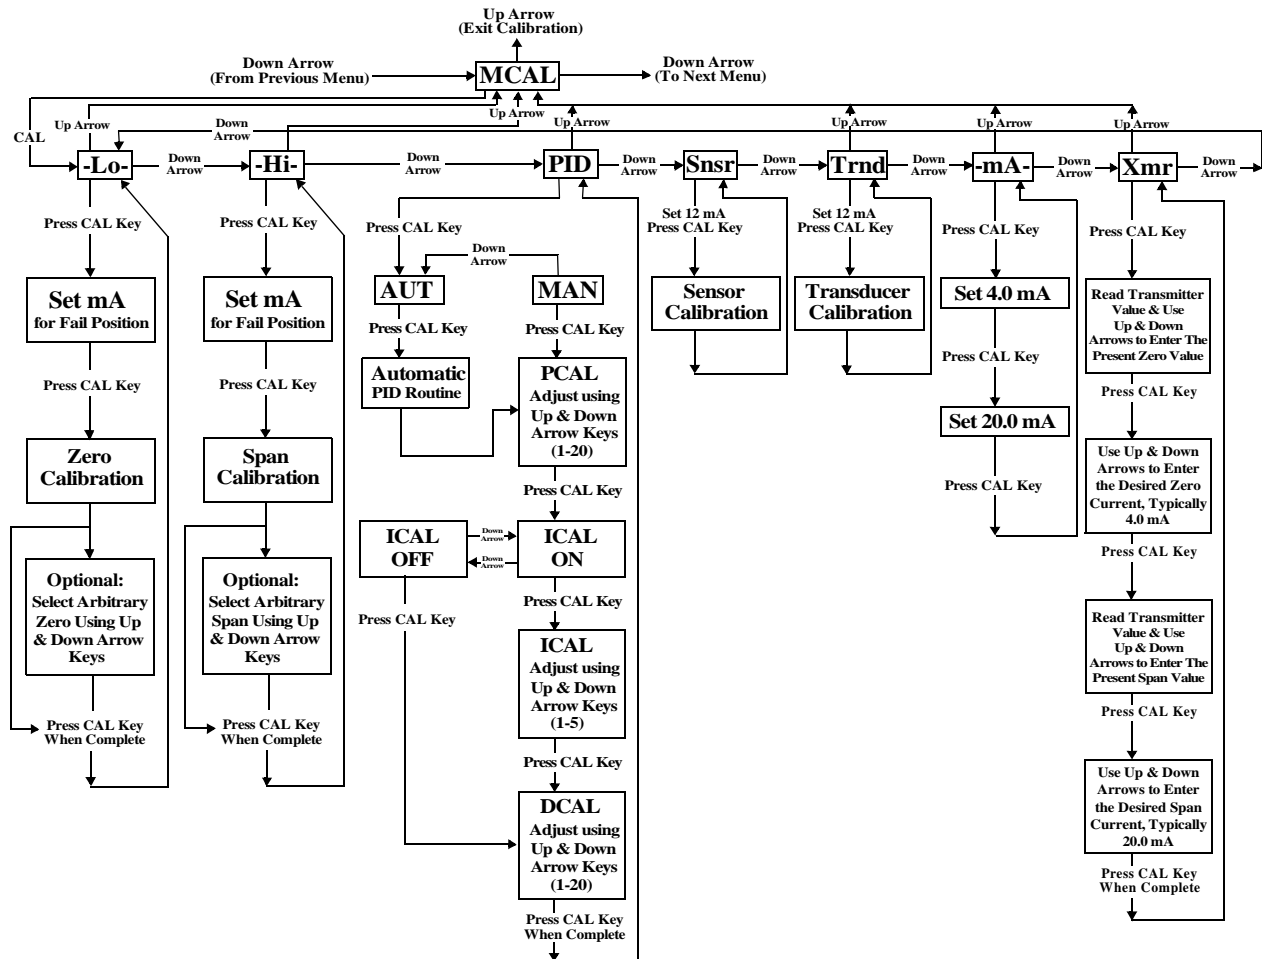 Up Arrow
(Exit Calibration)
Down Arrow
(From Previous Menu)
MCAL
Down Arrow
(To Next Menu)
CAL
Up Arrow
Down
Arrow
Up Arrow
Up Arrow
Up Arrow
Up Arrow
Up Arrow
-Lo-
Down
Arrow
-Hi-
Down
Arrow
PID
Down
Arrow
Snsr
Down
Arrow
Trnd
Down
Arrow
-mA-
Down
Arrow
Xmr
Down
Arrow
Press CAL Key
Set mA
for Fail Position
Press CAL Key
Zero
Calibration
Optional:
Select Arbitrary
Zero Using Up
& Down Arrow
Keys
Press CAL Key
When Complete
Press CAL Key
Set mA
for Fail Position
Press CAL Key
Span
Calibration
Optional:
Select Arbitrary
Span Using Up
& Down Arrow
Keys
Press CAL Key
When Complete
Press CAL Key
Down
Arrow
AUT
MAN
Press CAL Key
Automatic
PID Routine
Press CAL Key
PCAL
Adjust using
Up & Down
Arrow Keys
(1-20)
Press CAL Key
ICAL
OFF
Down
Arrow
Down
Arrow
ICAL
ON
Press CAL Key
Press CAL Key
ICAL
Adjust using
Up & Down
Arrow Keys
(1-5)
Press CAL Key
DCAL
Adjust using
Up & Down
Arrow Keys
(1-20)
Press CAL Key
When Complete
Set 12 mA
Press CAL Key
Sensor
Calibration
Set 12 mA
Press CAL Key
Transducer
Calibration
Press CAL Key
Set 4.0 mA
Press CAL Key
Set 20.0 mA
Press CAL Key
Press CAL Key
Read Transmitter
Value & Use
Up & Down
Arrows to Enter The
Present Zero Value
Press CAL Key
Use Up & Down
Arrows to Enter
the Desired Zero
Current, Typically
4.0 mA
Press CAL Key
Read Transmitter
Value & Use
Up & Down
Arrows to Enter The
Present Span Value
Press CAL Key
Use Up & Down
Arrows to Enter
the Desired Span
Current, Typically
20.0 mA
Press CAL Key
When Complete